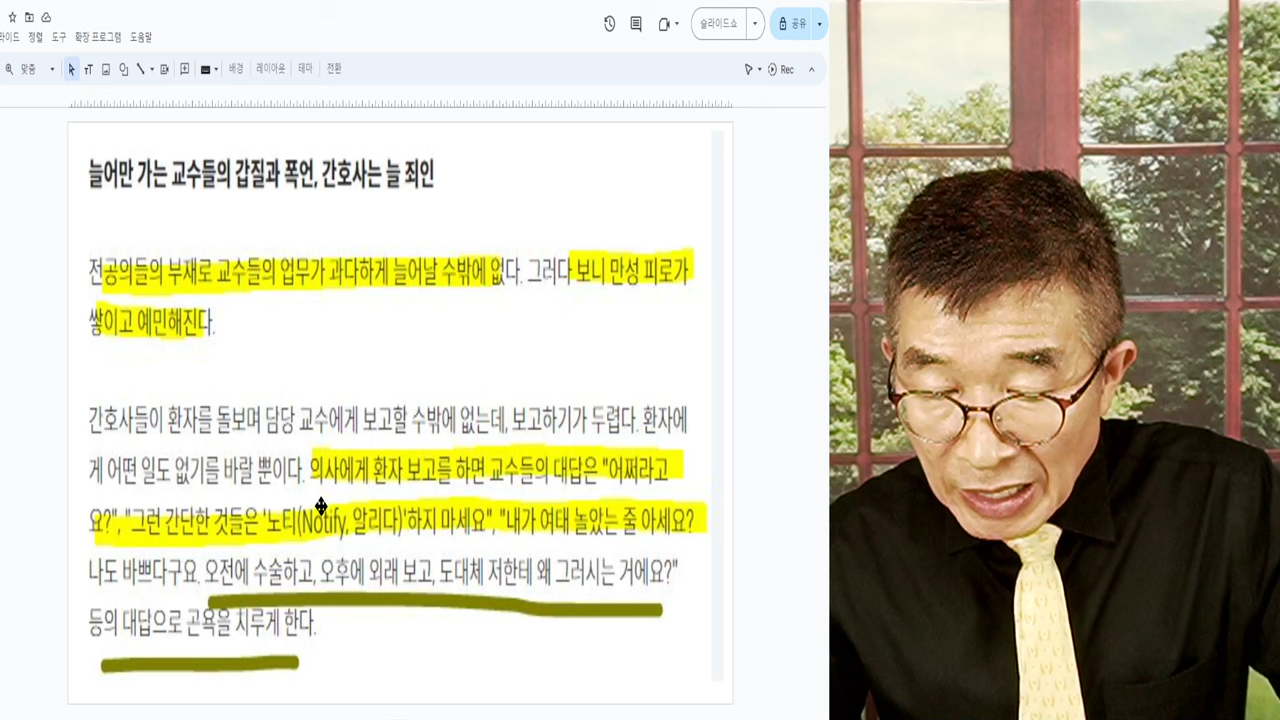 라이드 정렬 도구 확장 프로그램 도움말
슬라이드쇼
공유
맞춤
배경 레이아웃 테마 전환
Rec
늘어만 가는 교수들의 갑질과 폭언, 간호사는 늘 죄인
전공의들의 부재로 교수들의 업무가 과다하게 늘어날 수밖에 없다. 그러다 보니 만성 피로가
쌓이고 예민해진다.
간호사들이 환자를 돌보며 담당 교수에게 보고할 수밖에 없는데, 보고하기가 두렵다. 환자에
게 어떤 일도 없기를 바랄 뿐이다. 의사에게 환자 보고를 하면 교수들의 대답은 "어쩌라고
요?", "그런 간단한 것들은 '노티(Notify, 알리다)'하지 마세요", "내가 여태 놀았는 줄 아세요?
나도 바쁘다구요. 오전에 수술하고, 오후에 외래 보고, 도대체 저한테 왜 그러시는 거에요?"
등의 대답으로 곤욕을 치루게 한다.